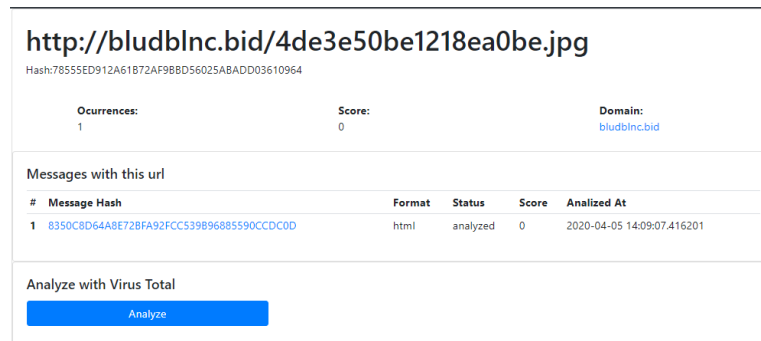 http://bludblnc.bid/4de3e50be1218ea0be.jpg
Hash:78555ED912A61B72AF9BBD56025ABADD03610964
Ocurrences: Score: Domain:
1 0 bludblnc.bid
Messages with this url
# Message Hash Format Status Score Analized At
1 8350C8D64A8E72BFA92FCC539B96885590CCDC0D html analyzed 0 2020-04-05 14:09:07.416201
Analyze with Virus Total
Analyze